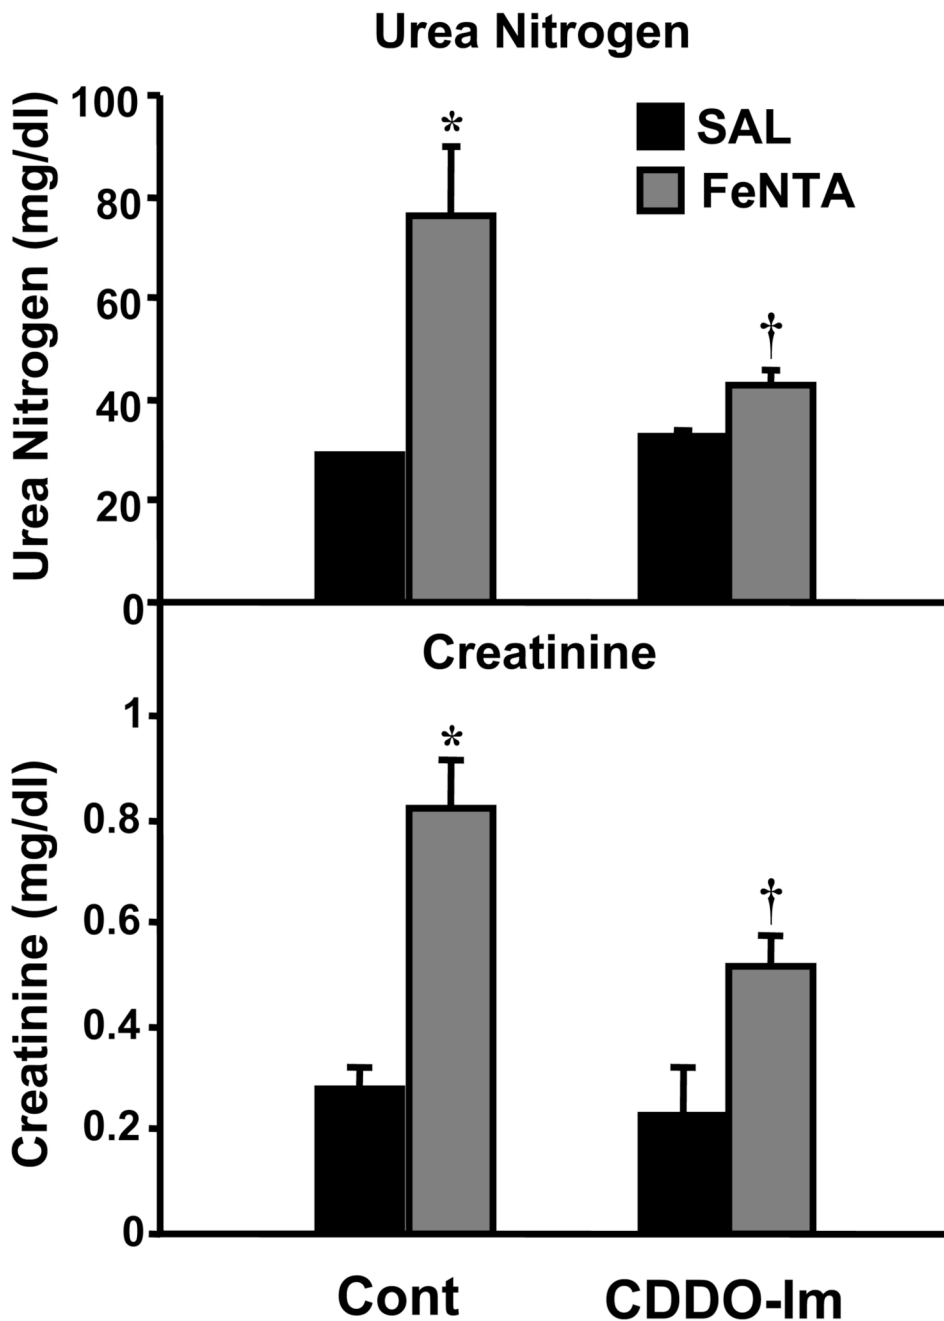 Urea Nitrogen
Urea Nitrogen (mg/dl)
100
80
60
40
20
0
SAL
FeNTA
*
†
Creatinine
Creatinine (mg/dl)
1
0.8
0.6
0.4
0.2
0
*
†
Cont
CDDO-Im